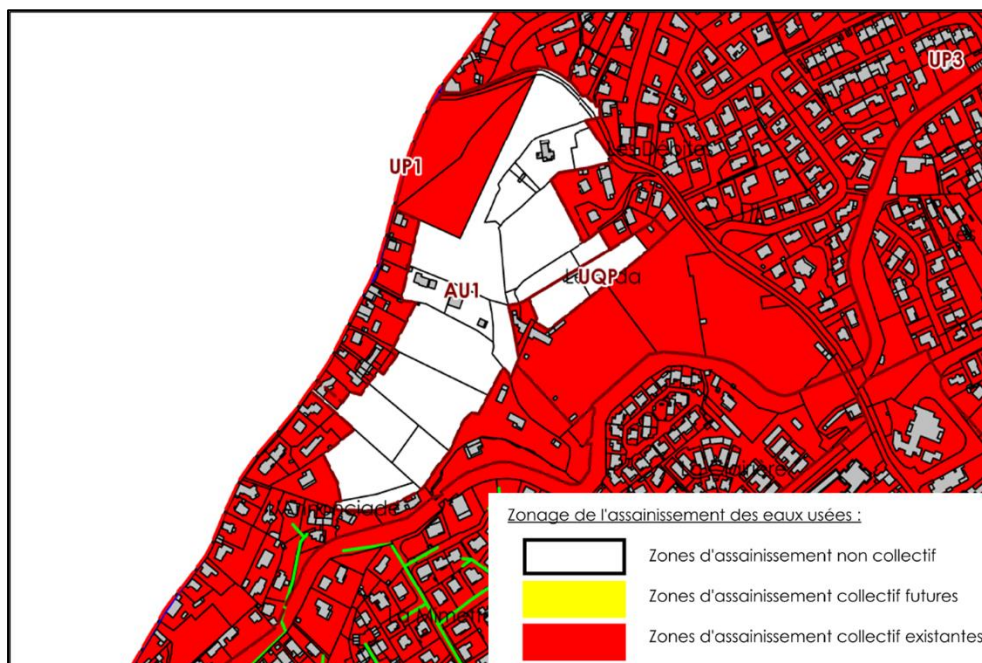 UP3
UP1
AU1
UQP
Zonage de l'assainissement des eaux usées :
Zones d'assainissement non collectif
Zones d'assainissement collectif futures
Zones d'assainissement collectif existantes